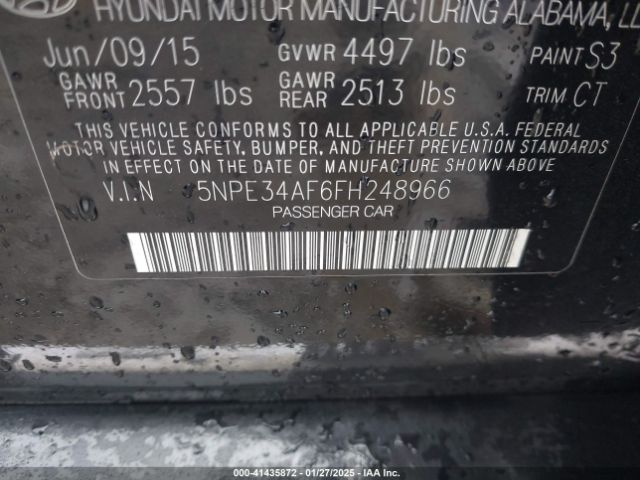 HYUNDAI MOTOR MANUFACTURING ALABAMA,
Jun/09/15 GVWR 4497 lbs PAINT S3
GAWR FRONT 2557 lbs GAWR REAR 2513 lbs TRIM CT
THIS VEHICLE CONFORMS TO ALL APPLICABLE U.S.A. FEDERAL
MOTOR VEHICLE SAFETY, BUMPER, AND THEFT PREVENTION STANDARDS
IN EFFECT ON THE DATE OF MANUFACTURE SHOWN ABOVE
V.I.N 5NPE34AF6FH248966
PASSENGER CAR
000-41435872 - 01/27/2025 - IAA Inc.